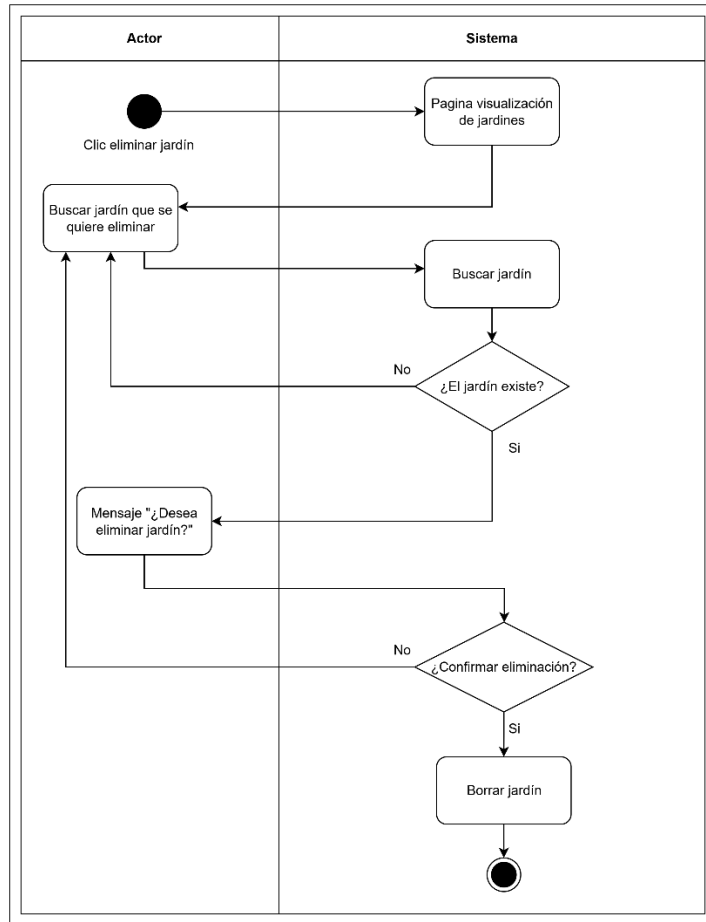 Actor
Sistema
Pagina visualización
de jardines
Clic eliminar jardín
Buscar jardín que se
quiere eliminar
Buscar jardín
No
¿El jardín existe?
Si
Mensaje "¿Desea
eliminar jardín?"
No
¿Confirmar eliminación?
Si
Borrar jardín